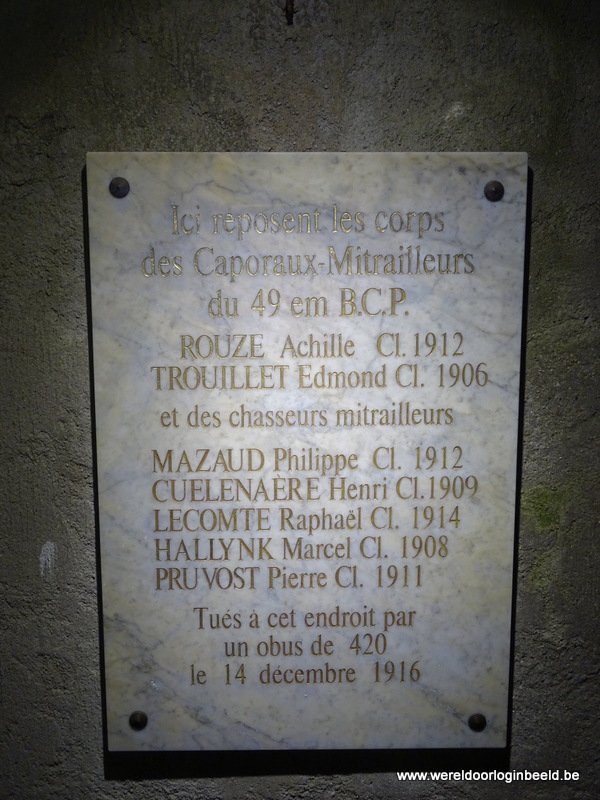 Ici reposent les corps
des Caporaux-Mitrailleurs
du 49 em B.C.P.
ROUZE Achille Cl. 1912
TROUILLET Edmond Cl. 1906
et des chasseurs mitrailleurs
MAZAUD Philippe Cl. 1912
CUELENAÈRE Henri Cl.1909
LECOMTE Raphaël Cl. 1914
HALLYNK Marcel Cl. 1908
PRUVOST Pierre Cl. 1911
Tués à cet endroit par
un obus de 420
le 14 décembre 1916
www.wereldoorloginbeeld.be